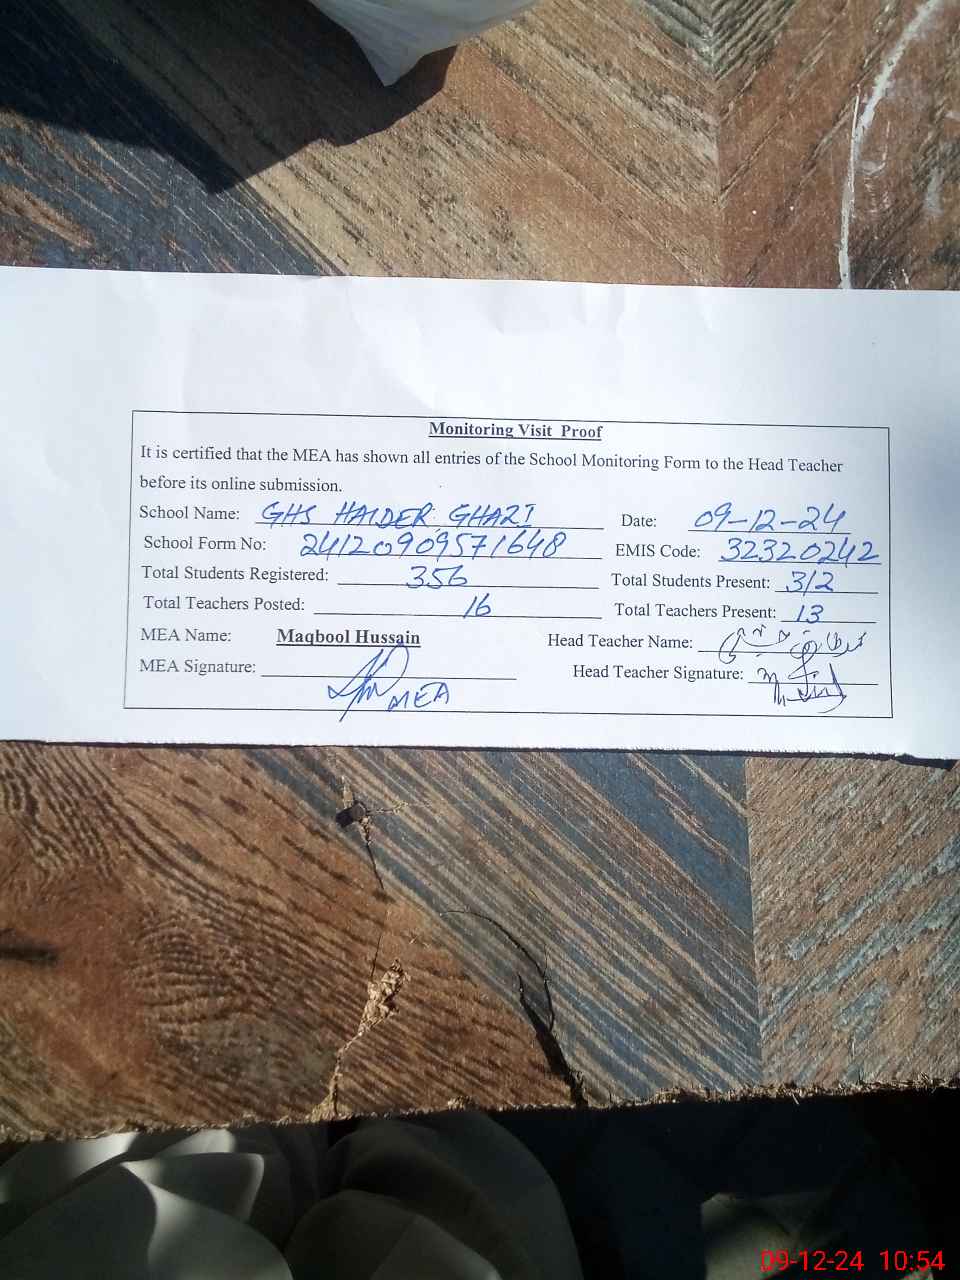 Monitoring Visit Proof
It is certified that the MEA has shown all entries of the School Monitoring Form to the Head Teacher
before its online submission.
School Name: GHS HAIDER GHAZI Date: 09-12-24
School Form No: 24120909571648 EMIS Code: 32320242
Total Students Registered: 356 Total Students Present: 312
Total Teachers Posted: 16 Total Teachers Present: 13
MEA Name: Maqbool Hussain Head Teacher Name:
MEA Signature: MEA Head Teacher Signature:
09-12-24 10:54